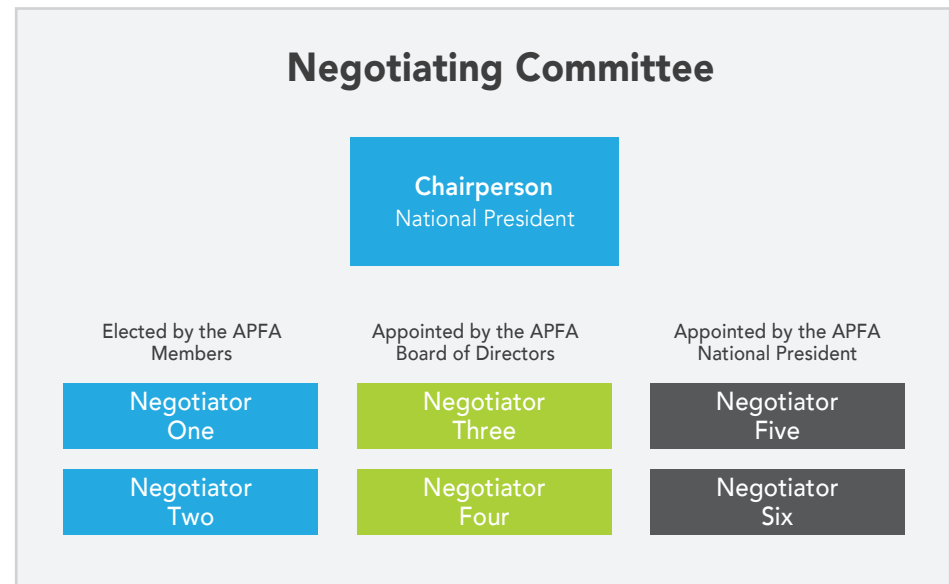 Negotiating Committee
Chairperson
National President
Elected by the APFA
Members
Appointed by the APFA
Board of Directors
Appointed by the APFA
National President
Negotiator
One
Negotiator
Three
Negotiator
Five
Negotiator
Two
Negotiator
Four
Negotiator
Six